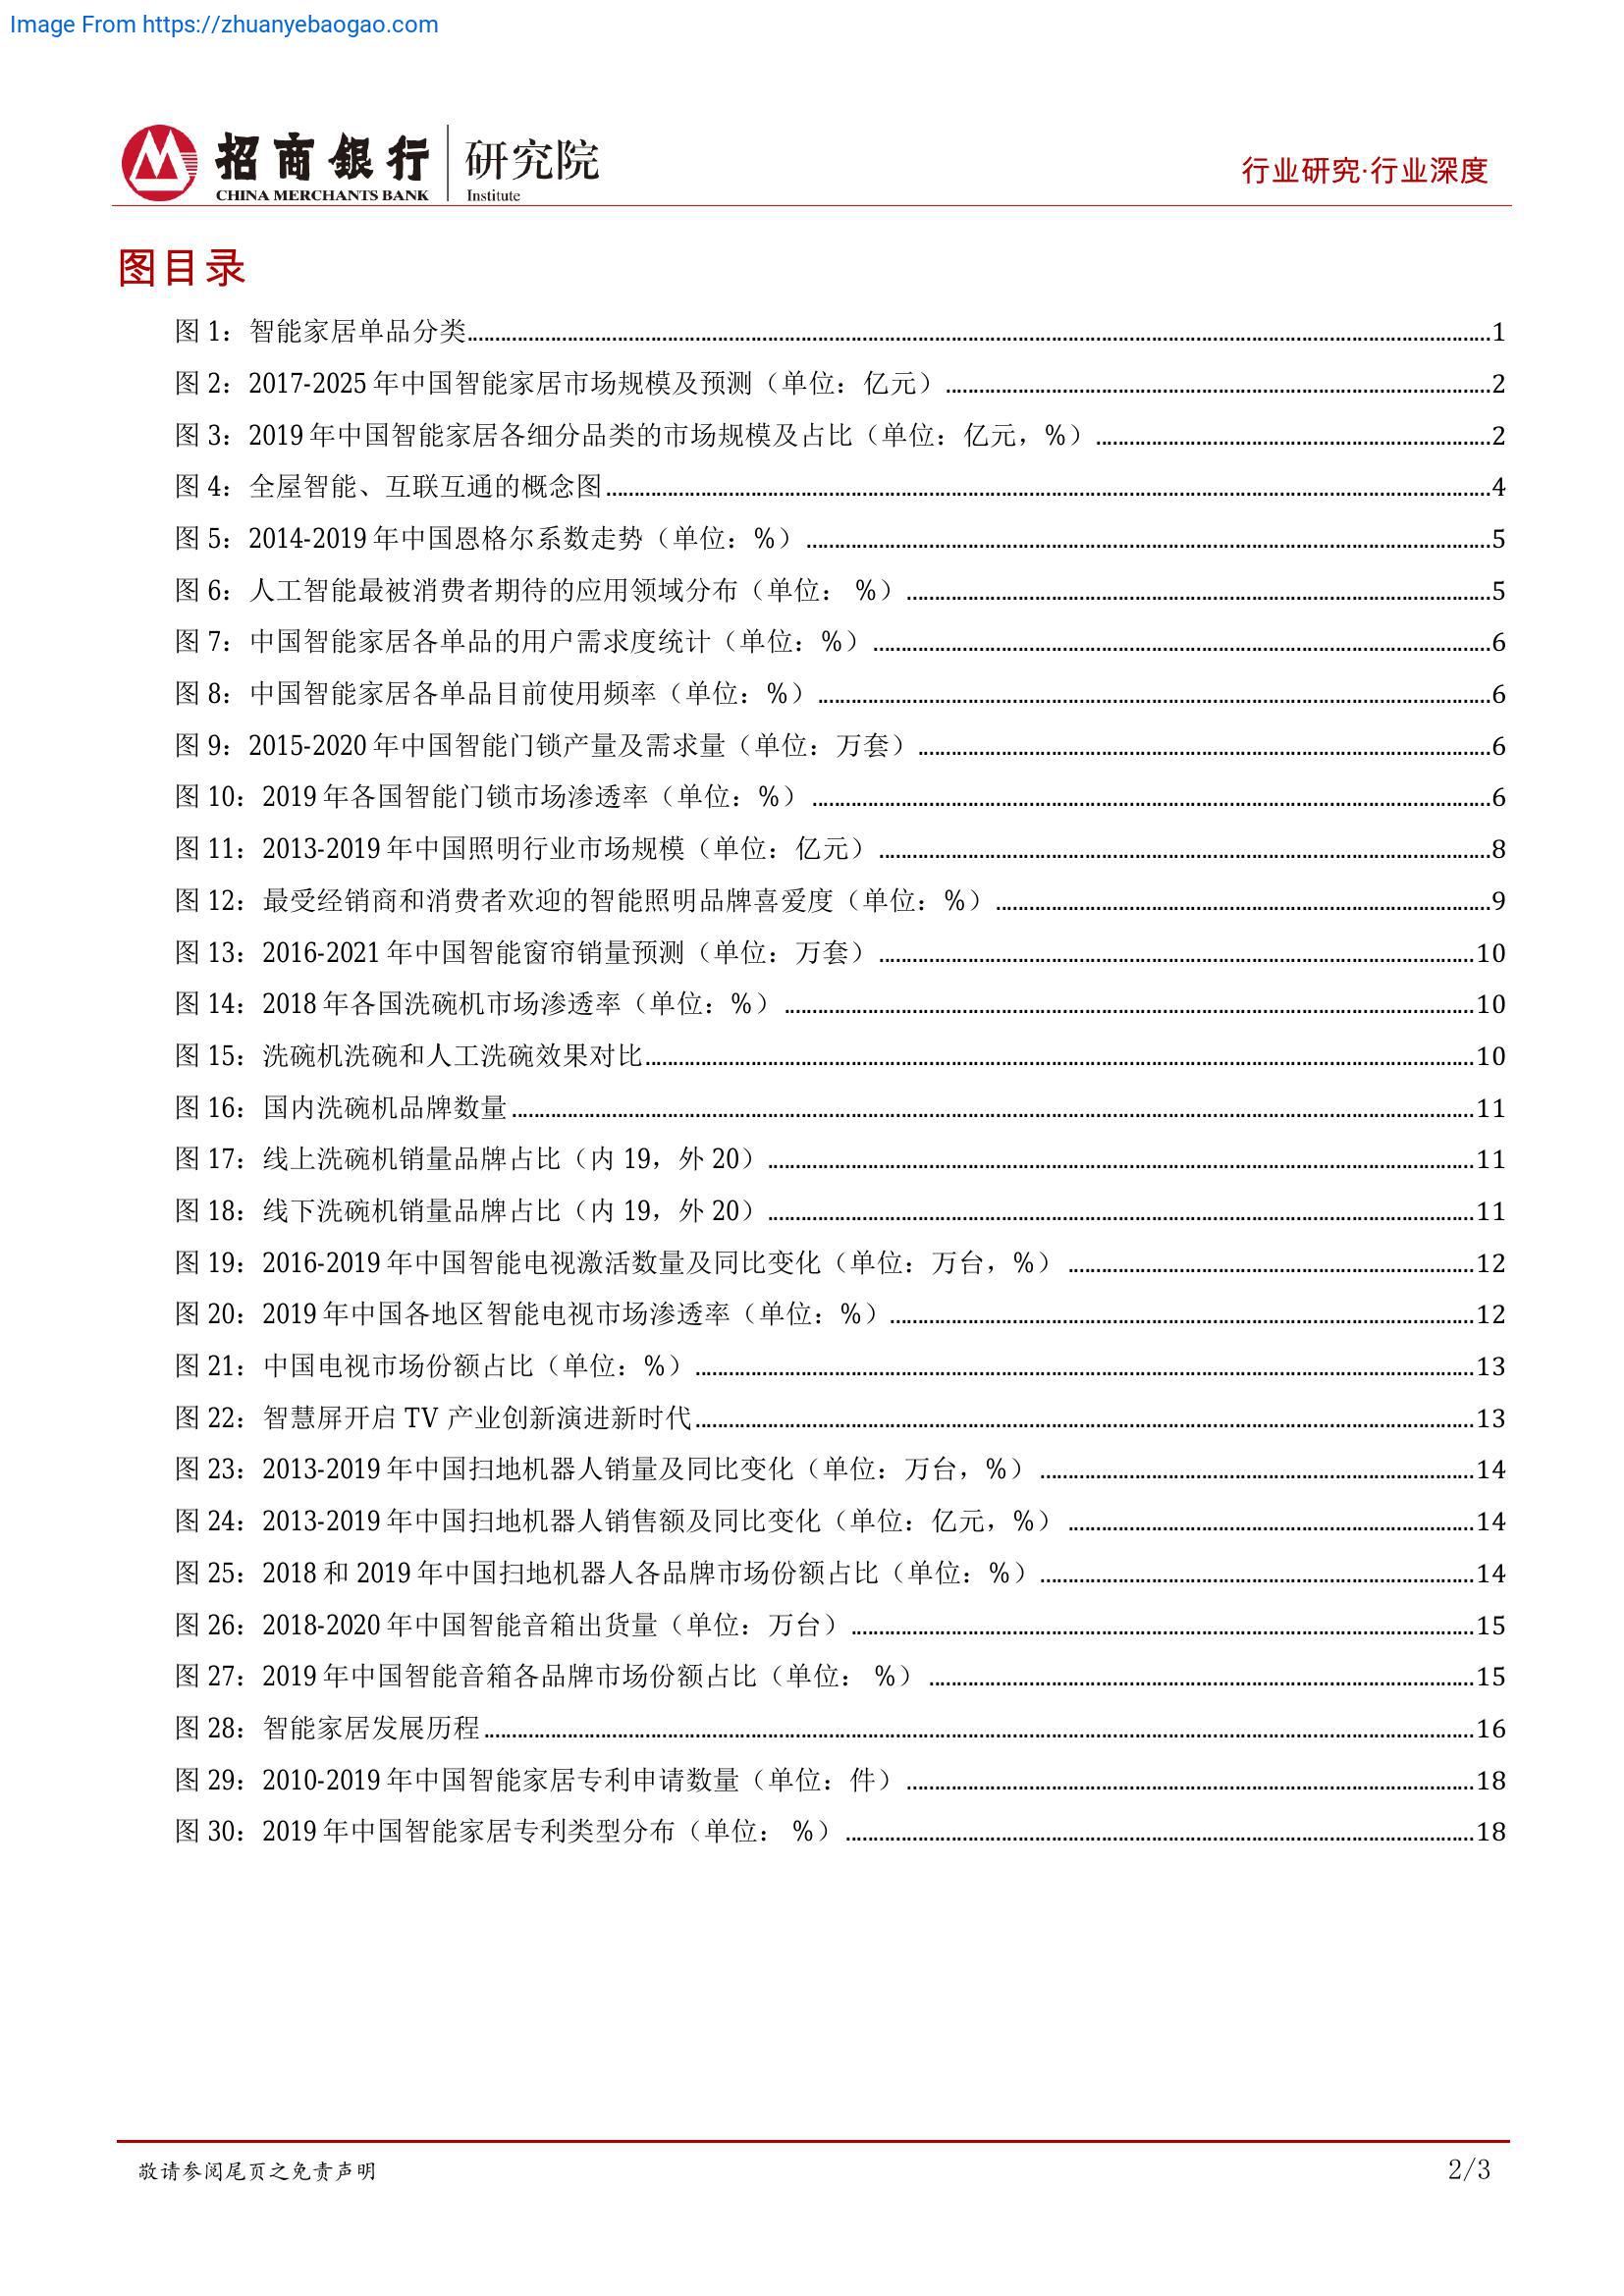 Image From https://zhuanyebaogao.com
招商銀行 研究院
CHINA MERCHANTS BANK Institute
行业研究·行业深度
图目录
图 1：智能家居单品分类........1
图 2：2017-2025 年中国智能家居市场规模及预测（单位：亿元）........2
图 3：2019 年中国智能家居各细分品类的市场规模及占比（单位：亿元，%）........2
图 4：全屋智能、互联互通的概念图........4
图 5：2014-2019 年中国恩格尔系数走势（单位：%）........5
图 6：人工智能最被消费者期待的应用领域分布（单位： %）........5
图 7：中国智能家居各单品的用户需求度统计（单位：%）........6
图 8：中国智能家居各单品目前使用频率（单位：%）........6
图 9：2015-2020 年中国智能门锁产量及需求量（单位：万套）........6
图 10：2019 年各国智能门锁市场渗透率（单位：%）........6
图 11：2013-2019 年中国照明行业市场规模（单位：亿元）........8
图 12：最受经销商和消费者欢迎的智能照明品牌喜爱度（单位：%）........9
图 13：2016-2021 年中国智能窗帘销量预测（单位：万套）........10
图 14：2018 年各国洗碗机市场渗透率（单位：%）........10
图 15：洗碗机洗碗和人工洗碗效果对比........10
图 16：国内洗碗机品牌数量........11
图 17：线上洗碗机销量品牌占比（内 19，外 20）........11
图 18：线下洗碗机销量品牌占比（内 19，外 20）........11
图 19：2016-2019 年中国智能电视激活数量及同比变化（单位：万台，%）........12
图 20：2019 年中国各地区智能电视市场渗透率（单位：%）........12
图 21：中国电视市场份额占比（单位：%）........13
图 22：智慧屏开启 TV 产业创新演进新时代........13
图 23：2013-2019 年中国扫地机器人销量及同比变化（单位：万台，%）........14
图 24：2013-2019 年中国扫地机器人销售额及同比变化（单位：亿元，%）........14
图 25：2018 和 2019 年中国扫地机器人各品牌市场份额占比（单位：%）........14
图 26：2018-2020 年中国智能音箱出货量（单位：万台）........15
图 27：2019 年中国智能音箱各品牌市场份额占比（单位： %）........15
图 28：智能家居发展历程........16
图 29：2010-2019 年中国智能家居专利申请数量（单位：件）........18
图 30：2019 年中国智能家居专利类型分布（单位： %）........18
敬请参阅尾页之免责声明
2/3